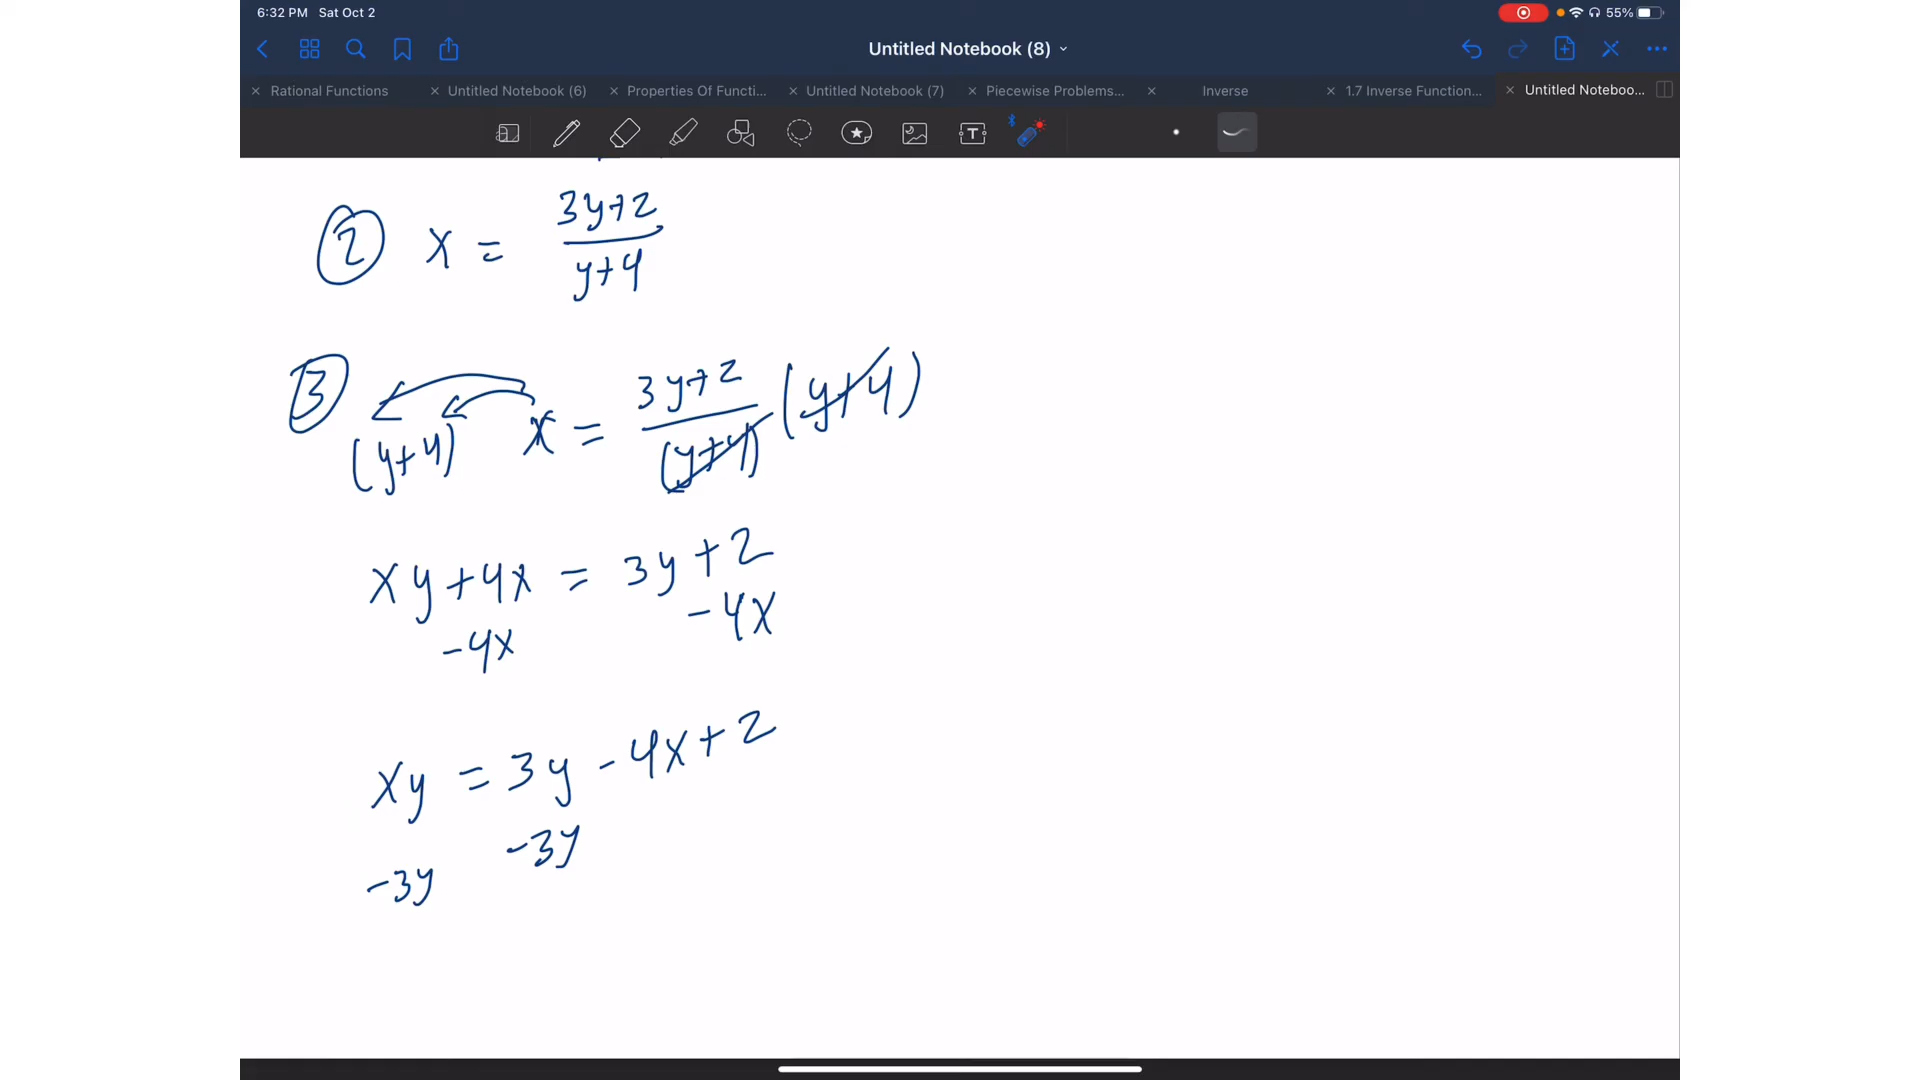 6:32 PM Sat Oct 2
55%
Untitled Notebook (8)
Rational Functions
Untitled Notebook (6)
Properties Of Functi...
Untitled Notebook (7)
Piecewise Problems...
Inverse
1.7 Inverse Function...
Untitled Noteboo...
T
② x = (3y+2)/(y+4)
③ (y+4) x = (3y+2)/(y+4) (y+4)
xy + 4x = 3y + 2
-4x -4x
xy = 3y - 4x + 2
-3y -3y